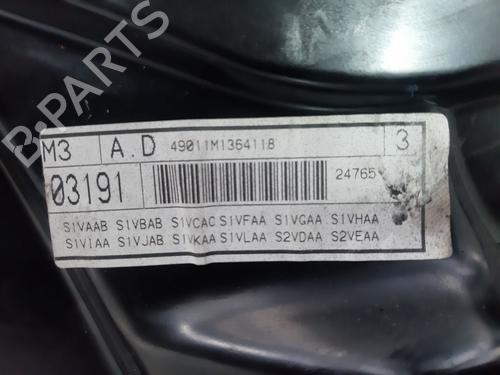 M3 A.D 49011M1364118 3
03191 24765
S1VAAB S1VBAB S1VCAC S1VFAA S1VGAA S1VHAA
S1VIAA S1VJAB S1VKAA S1VLAA S2VDAA S2VEAA
B-PARTS